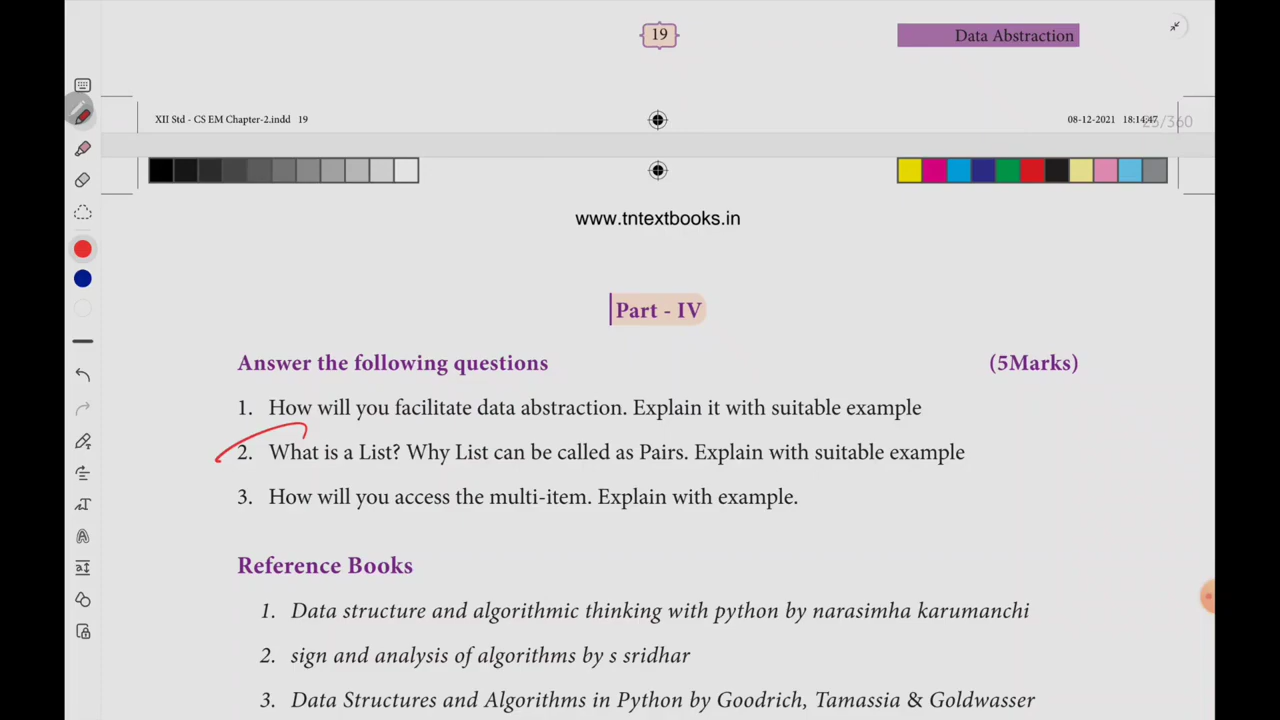 19
Data Abstraction
XII Std - CS EM Chapter-2.indd 19
08-12-2021 18:14:47
23/360
www.tntextbooks.in
Part - IV
Answer the following questions (5Marks)
1. How will you facilitate data abstraction. Explain it with suitable example
2. What is a List? Why List can be called as Pairs. Explain with suitable example
3. How will you access the multi-item. Explain with example.
Reference Books
1. Data structure and algorithmic thinking with python by narasimha karumanchi
2. sign and analysis of algorithms by s sridhar
3. Data Structures and Algorithms in Python by Goodrich, Tamassia & Goldwasser